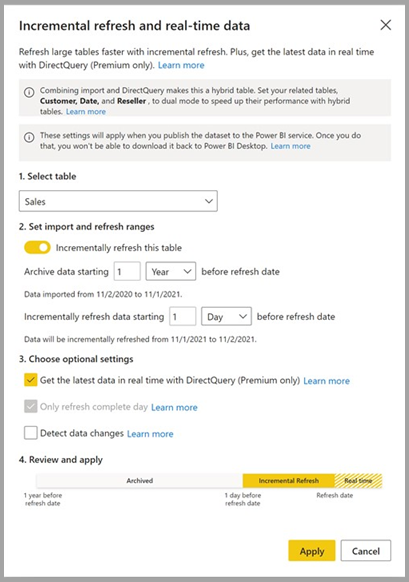 Incremental refresh and real-time data
Refresh large tables faster with incremental refresh. Plus, get the latest data in real time
with DirectQuery (Premium only). Learn more
Combining import and DirectQuery makes this a hybrid table. Set your related tables,
Customer, Date, and Reseller , to dual mode to speed up their performance with hybrid
tables. Learn more
These settings will apply when you publish the dataset to the Power BI service. Once you do
that, you won't be able to download it back to Power BI Desktop. Learn more
1. Select table
Sales
2. Set import and refresh ranges
Incrementally refresh this table
Archive data starting 1 Year before refresh date
Data imported from 11/2/2020 to 11/1/2021.
Incrementally refresh data starting 1 Day before refresh date
Data will be incrementally refreshed from 11/1/2021 to 11/2/2021.
3. Choose optional settings
Get the latest data in real time with DirectQuery (Premium only) Learn more
Only refresh complete day Learn more
Detect data changes Learn more
4. Review and apply
Archived Incremental Refresh Real time
1 year before 1 day before Refresh date
refresh date refresh date
Apply Cancel